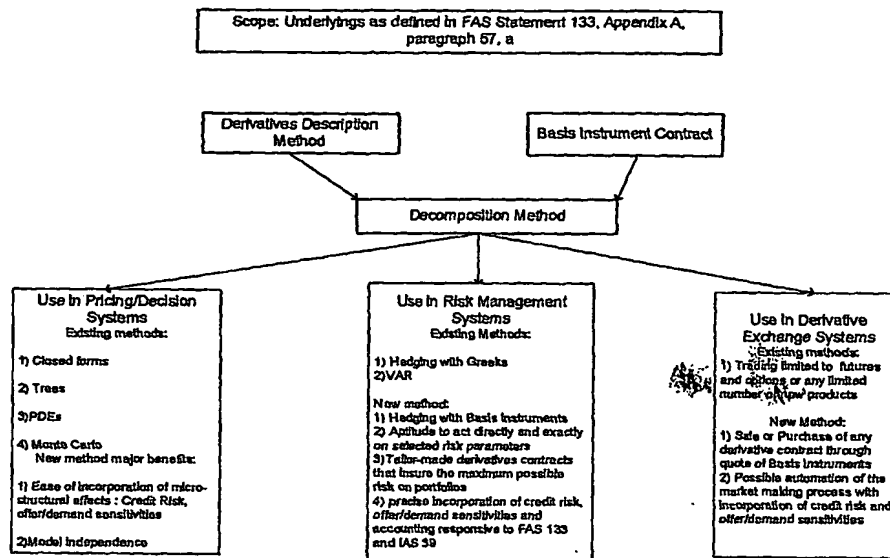 Scope: Underlyings as defined in FAS Statement 133, Appendix A,
paragraph 57, a
Derivatives Description
Method
Basis Instrument Contract
Decomposition Method
Use in Pricing/Decision
Systems
Existing methods:
1) Closed forms
2) Trees
3)PDEs
4) Monte Carlo
New method major benefits:
1) Ease of incorporation of micro-
structural effects : Credit Risk,
offer/demand sensitivities
2)Model Independence
Use in Risk Management
Systems
Existing Methods:
1) Hedging with Greeks
2)VAR
New method:
1) Hedging with Basis Instruments
2) Aptitude to act directly and exactly
on selected risk parameters
3)Tailor-made derivatives contracts
that insure the maximum possible
risk on portfolios
4) precise incorporation of credit risk,
offer/demand sensitivities and
accounting responsive to FAS 133
and IAS 39
Use in Derivative
Exchange Systems
Existing methods:
1) Trading limited to futures
and options or any limited
number of new products
New Method:
1) Sale or Purchase of any
derivative contract through
quote of Basis Instruments
2) Possible automation of the
market making process with
incorporation of credit risk and
offer/demand sensitivities